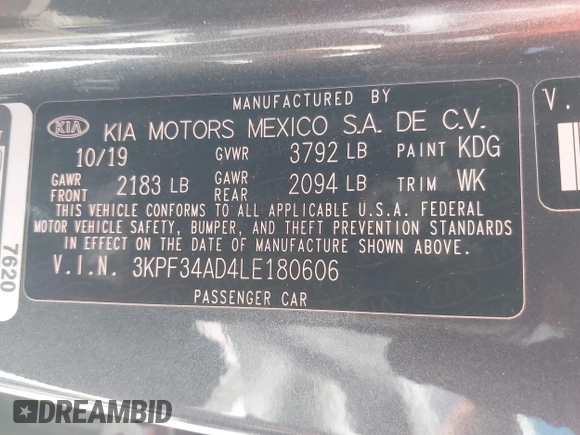 MANUFACTURED BY
KIA KIA MOTORS MEXICO S.A. DE C.V.
10/19 GVWR 3792 LB PAINT KDG
GAWR FRONT 2183 LB GAWR REAR 2094 LB TRIM WK
THIS VEHICLE CONFORMS TO ALL APPLICABLE U.S.A. FEDERAL
MOTOR VEHICLE SAFETY, BUMPER, AND THEFT PREVENTION STANDARDS
IN EFFECT ON THE DATE OF MANUFACTURE SHOWN ABOVE.
V.I.N. 3KPF34AD4LE180606
PASSENGER CAR
7620
V.
DREAMBID